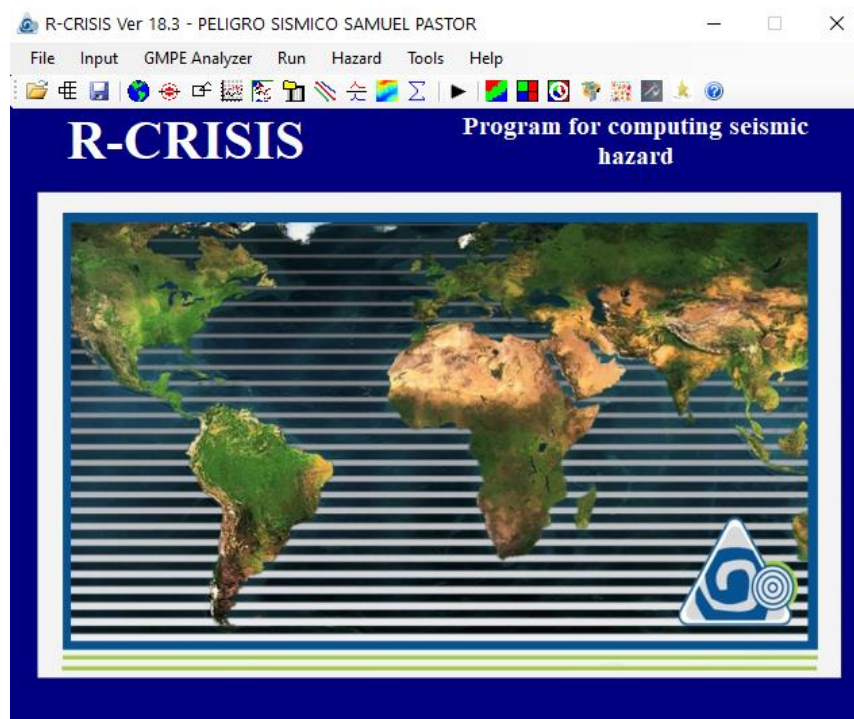 R-CRISIS Ver 18.3 - PELIGRO SISMICO SAMUEL PASTOR
File Input GMPE Analyzer Run Hazard Tools Help
R-CRISIS
Program for computing seismic
hazard